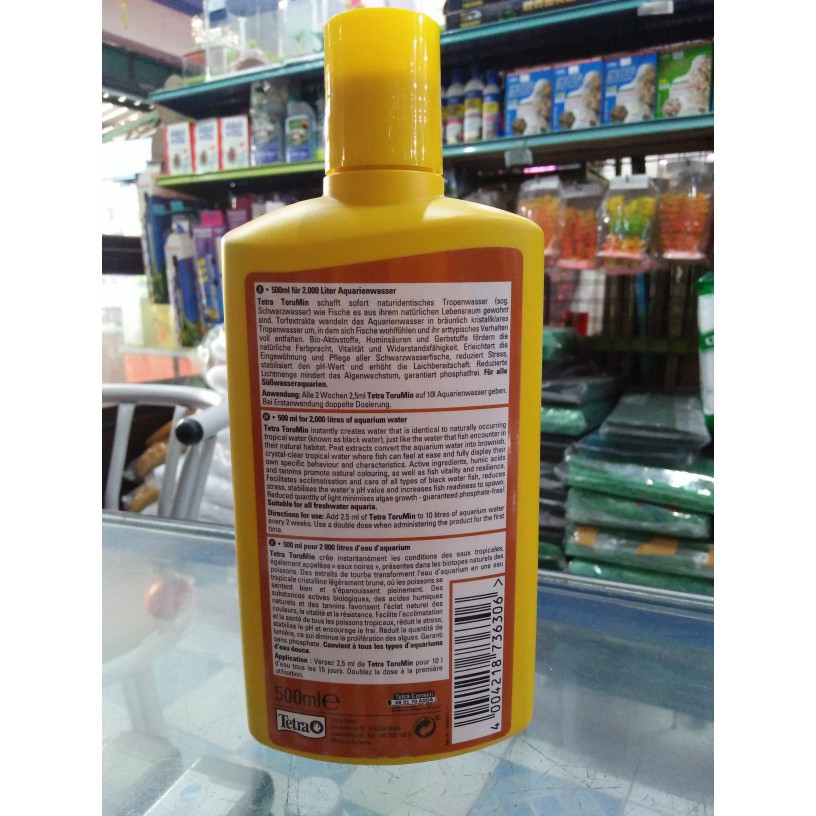 • 500ml für 2.000 Liter Aquarienwasser
Tetra ToruMin schafft sofort naturidentisches Tropenwasser (sog.
Schwarzwasser) wie Fische es aus ihrem natürlichen Lebensraum gewohnt
sind. Torfextrakte wandeln das Aquarienwasser in bräunlich kristallklares
Tropenwasser um, in dem sich Fische wohlfühlen und ihr arttypisches Verhalten
voll entfalten. Bio-Aktivstoffe, Huminsäuren und Gerbstoffe fördern die
natürliche Farbpracht, Vitalität und Widerstandsfähigkeit. Erleichtert die
Eingewöhnung und Pflege aller Schwarzwasserfische, reduziert Stress,
stabilisiert den pH-Wert und erhöht die Laichbereitschaft. Reduzierte
Lichtmenge mindert das Algenwachstum, garantiert phosphatfrei. Für alle
Süßwasseraquarien.
Anwendung: Alle 2 Wochen 2,5ml Tetra ToruMin auf 10l Aquarienwasser geben.
Bei Erstanwendung doppelte Dosierung.
• 500 ml for 2,000 litres of aquarium water
Tetra ToruMin instantly creates water that is identical to naturally occurring
tropical water (known as black water), just like the water that fish encounter in
their natural habitat. Peat extracts convert the aquarium water into brownish,
crystal-clear tropical water where fish can feel at ease and fully display their
own specific behaviour and characteristics. Active ingredients, humic acids
and tannins promote natural colouring, as well as fish vitality and resilience.
Facilitates acclimatisation and care of all types of black water fish, reduces
stress, stabilises the water's pH value and increases fish readiness to spawn.
Reduced quantity of light minimises algae growth - guaranteed phosphate-free!
Suitable for all freshwater aquaria.
Directions for use: Add 2.5 ml of Tetra ToruMin to 10 litres of aquarium water
every 2 weeks. Use a double dose when administering the product for the first
time.
• 500 ml pour 2 000 litres d'eau d'aquarium
Tetra ToruMin crée instantanément les conditions des eaux tropicales,
également appelées « eaux noires », présentes dans les biotopes naturels des
poissons. Des extraits de tourbe transforment l'eau d'aquarium en une eau
tropicale cristalline légèrement brune, où les poissons se
sentent bien et s'épanouissent pleinement. Des
substances actives biologiques, des acides humiques
naturels et des tannins favorisent l'éclat naturel des
couleurs, la vitalité et la résistance. Facilite l'acclimatation
et la santé de tous les poissons tropicaux, réduit le stress,
stabilise le pH et encourage le frai. Réduit la quantité de
lumière, ce qui diminue la prolifération des algues. Garanti
sans phosphate. Convient à tous les types d'aquariums
d'eau douce.
Application : Versez 2,5 ml de Tetra ToruMin pour 10 l
d'eau tous les 15 jours. Doublez la dose à la première
utilisation.
500ml e
Tetra
Tetra Conseil
4 004218 736306 >